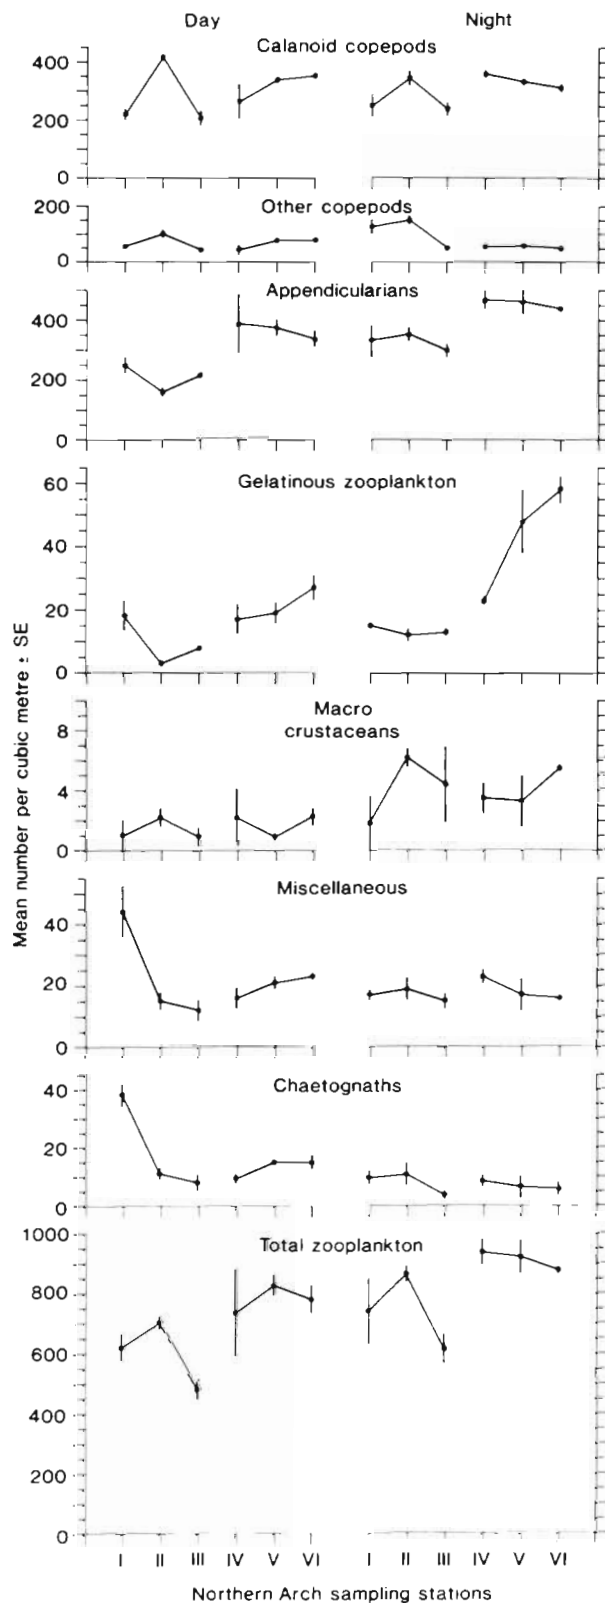 Day Night
Calanoid copepods
400
200
0
Other copepods
200
0
Appendicularians
400
200
0
Gelatinous zooplankton
60
40
20
0
Macro
crustaceans
8
4
2
0
Miscellaneous
40
20
0
Chaetognaths
40
20
0
Total zooplankton
1000
800
600
400
200
0
I II III IV V VI I II III IV V VI
Northern Arch sampling stations
Mean number per cubic metre ± SE